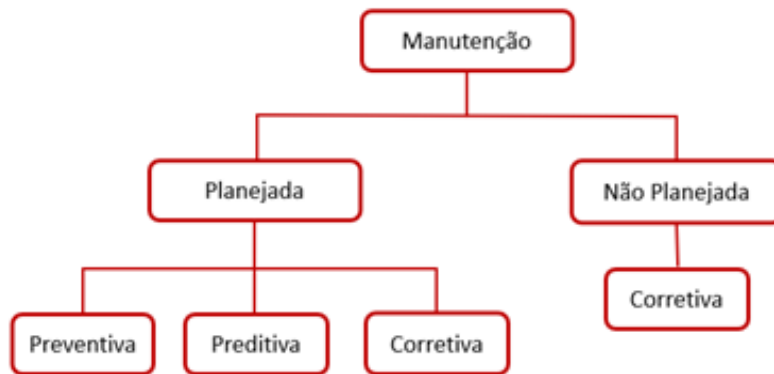 Manutenção
Planejada
Não Planejada
Preventiva
Preditiva
Corretiva
Corretiva